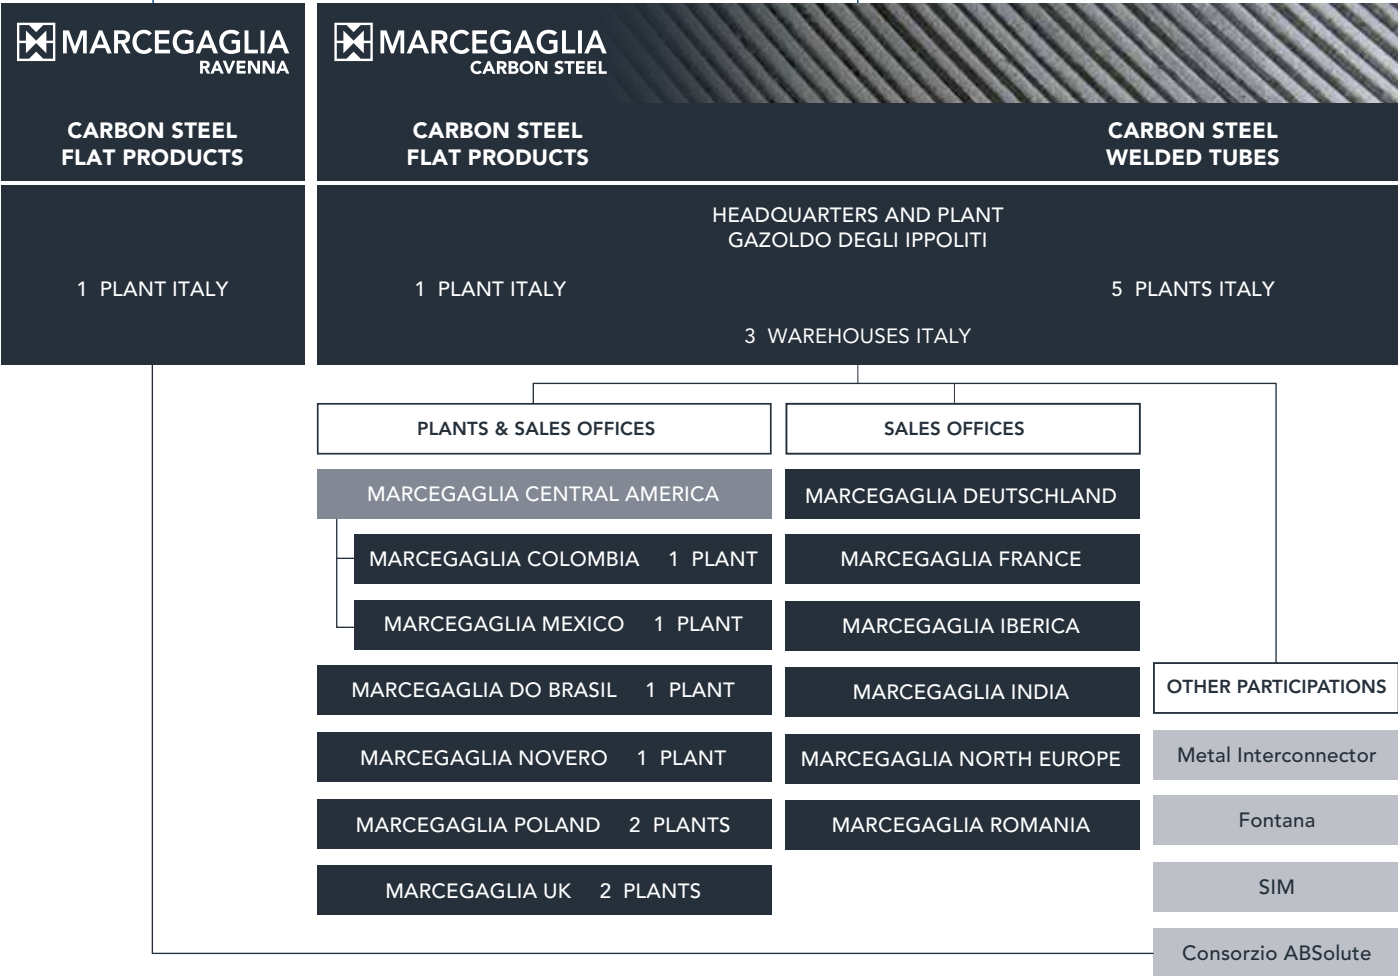 MARCEGAGLIA
RAVENNA
CARBON STEEL
FLAT PRODUCTS
1 PLANT ITALY
MARCEGAGLIA
CARBON STEEL
CARBON STEEL
FLAT PRODUCTS
CARBON STEEL
WELDED TUBES
HEADQUARTERS AND PLANT
GAZOLDO DEGLI IPPOLITI
1 PLANT ITALY
5 PLANTS ITALY
3 WAREHOUSES ITALY
PLANTS & SALES OFFICES
MARCEGAGLIA CENTRAL AMERICA
MARCEGAGLIA COLOMBIA 1 PLANT
MARCEGAGLIA MEXICO 1 PLANT
MARCEGAGLIA DO BRASIL 1 PLANT
MARCEGAGLIA NOVERO 1 PLANT
MARCEGAGLIA POLAND 2 PLANTS
MARCEGAGLIA UK 2 PLANTS
SALES OFFICES
MARCEGAGLIA DEUTSCHLAND
MARCEGAGLIA FRANCE
MARCEGAGLIA IBERICA
MARCEGAGLIA INDIA
MARCEGAGLIA NORTH EUROPE
MARCEGAGLIA ROMANIA
OTHER PARTICIPATIONS
Metal Interconnector
Fontana
SIM
Consorzio ABSolute